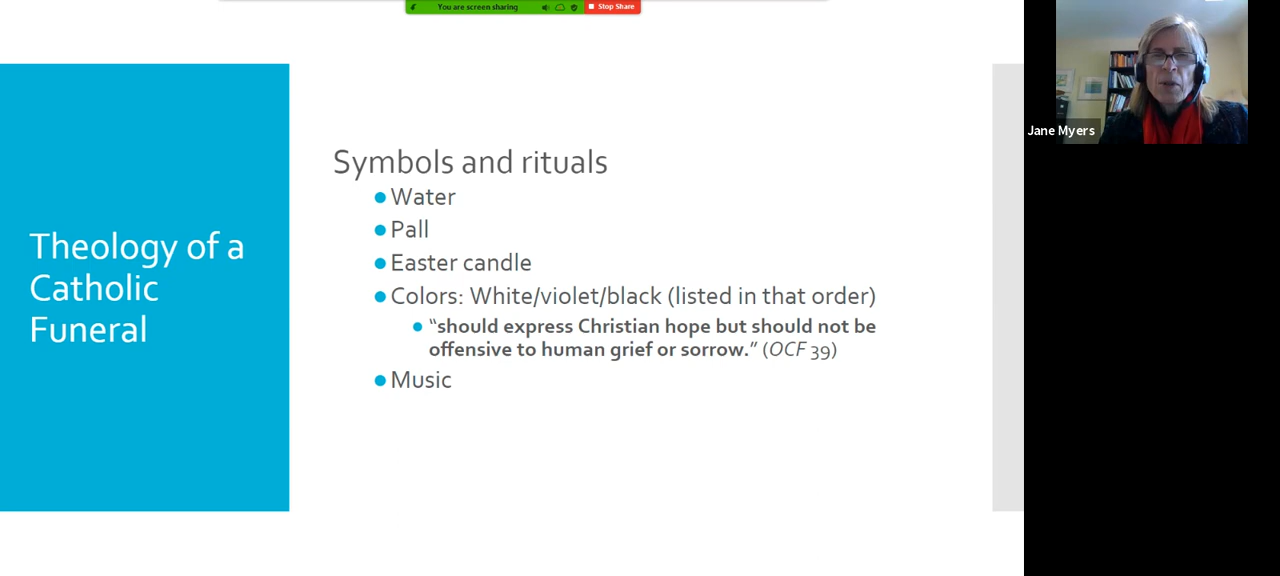 You are screen sharing
Stop Share
Jane Myers
Theology of a
Catholic
Funeral
Symbols and rituals
Water
Pall
Easter candle
Colors: White/violet/black (listed in that order)
“should express Christian hope but should not be
offensive to human grief or sorrow.” (OCF 39)
Music